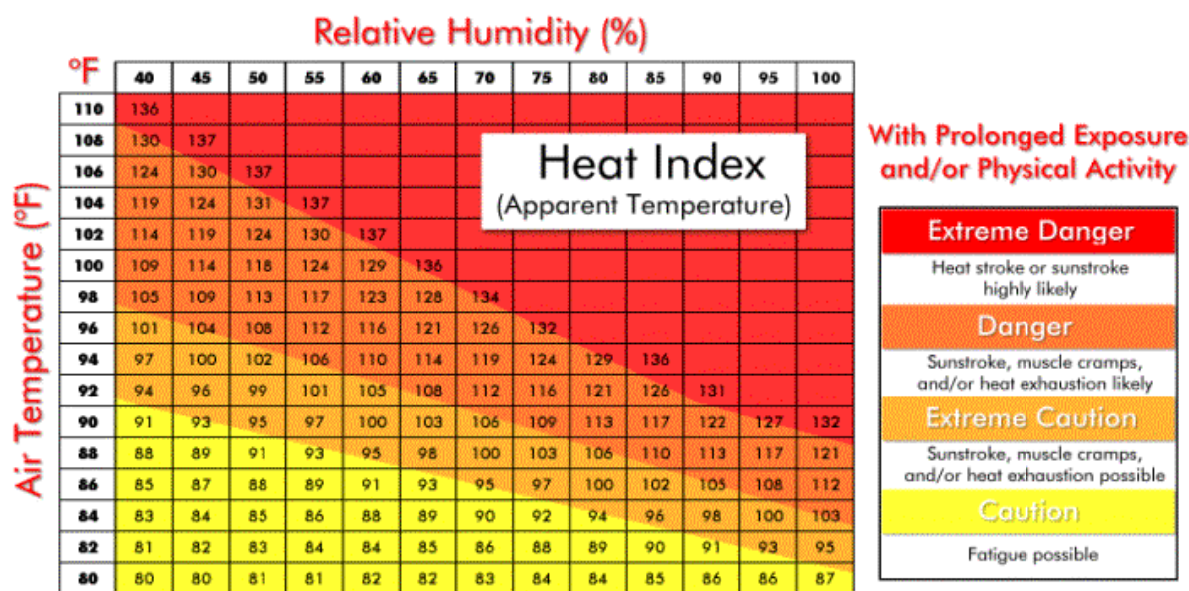 Relative Humidity (%)
°F 40 45 50 55 60 65 70 75 80 85 90 95 100
110 136
108 130 137
106 124 130 137
104 119 124 131 137
102 114 119 124 130 137
100 109 114 118 124 129 136
98 105 109 113 117 123 128 134
96 101 104 108 112 116 121 126 132
94 97 100 102 106 110 114 119 124 129 136
92 94 96 99 101 105 108 112 116 121 126 131
90 91 93 95 97 100 103 106 109 113 117 122 127 132
88 88 89 91 93 95 98 100 103 106 110 113 117 121
86 85 87 88 89 91 93 95 97 100 102 105 108 112
84 83 84 85 86 88 89 90 92 94 96 98 100 103
82 81 82 83 84 84 85 86 88 89 90 91 93 95
80 80 80 81 81 82 82 83 84 84 85 86 86 87
Air Temperature (°F)
Heat Index
(Apparent Temperature)
With Prolonged Exposure
and/or Physical Activity
Extreme Danger
Heat stroke or sunstroke
highly likely
Danger
Sunstroke, muscle cramps,
and/or heat exhaustion likely
Extreme Caution
Sunstroke, muscle cramps,
and/or heat exhaustion possible
Caution
Fatigue possible